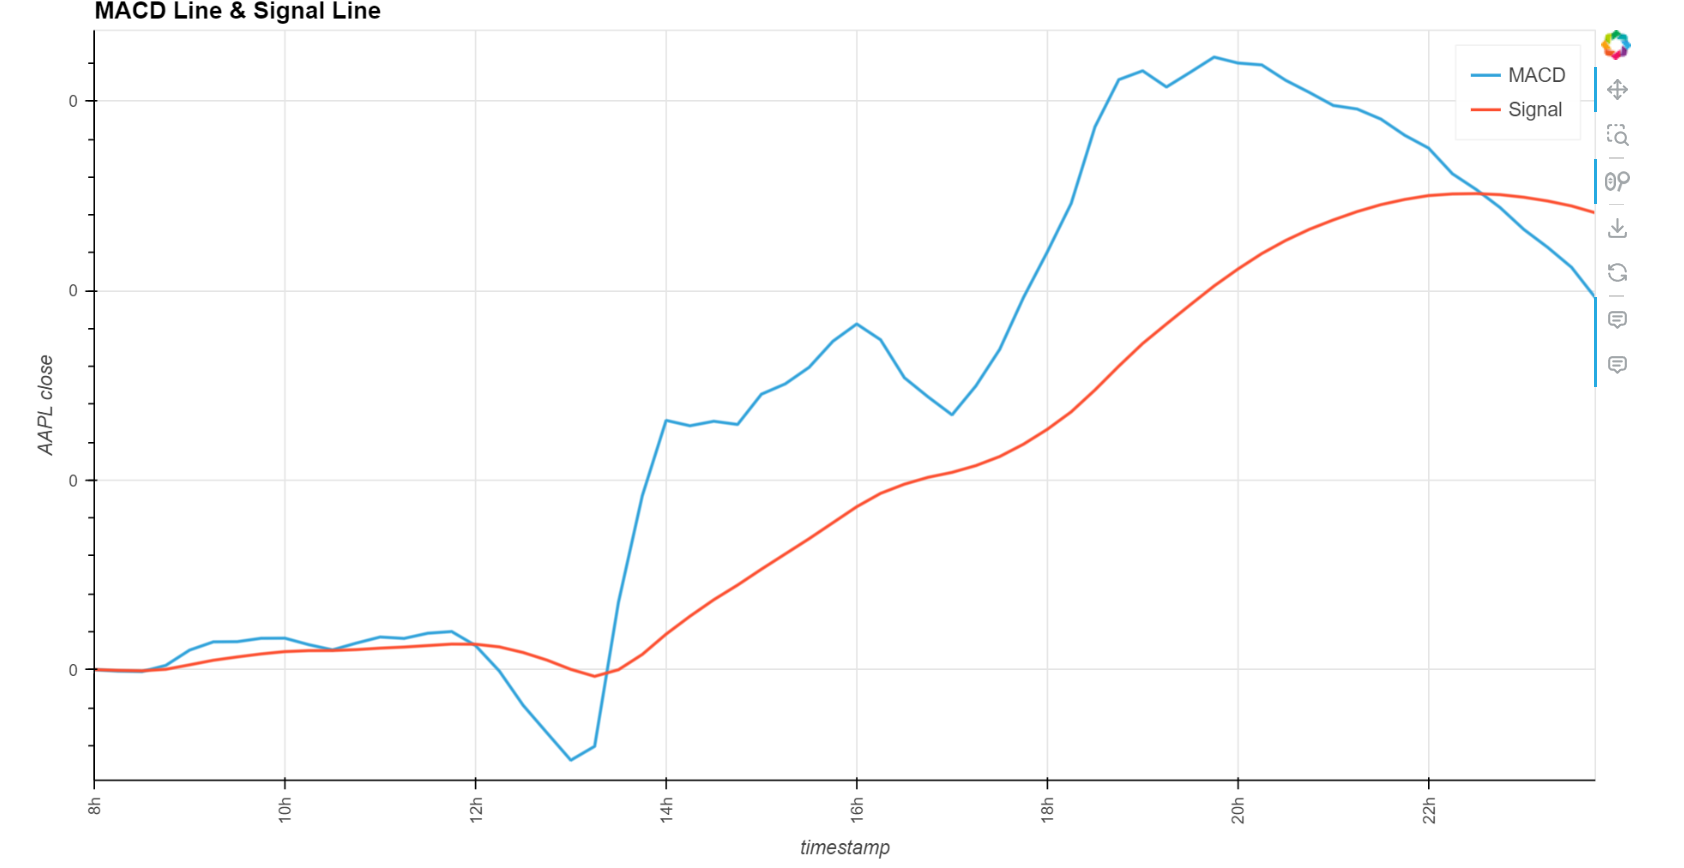 MACD Line & Signal Line
MACD
Signal
0
0
0
0
AAPL close
8h
10h
12h
14h
16h
18h
20h
22h
timestamp